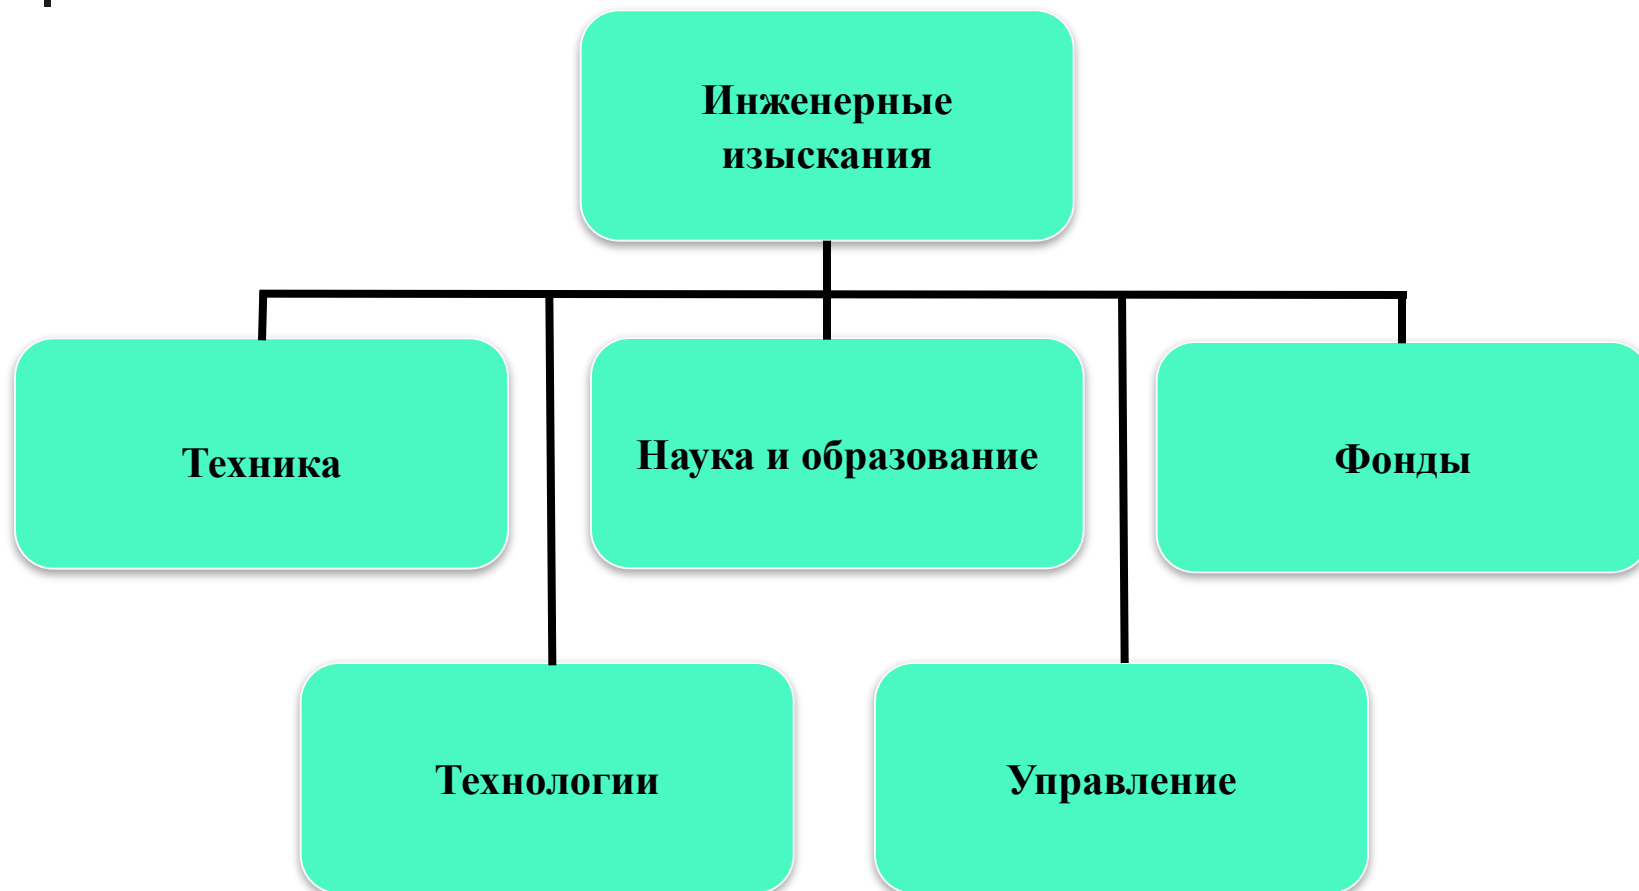 Инженерные
изыскания
Техника
Наука и образование
Фонды
Технологии
Управление